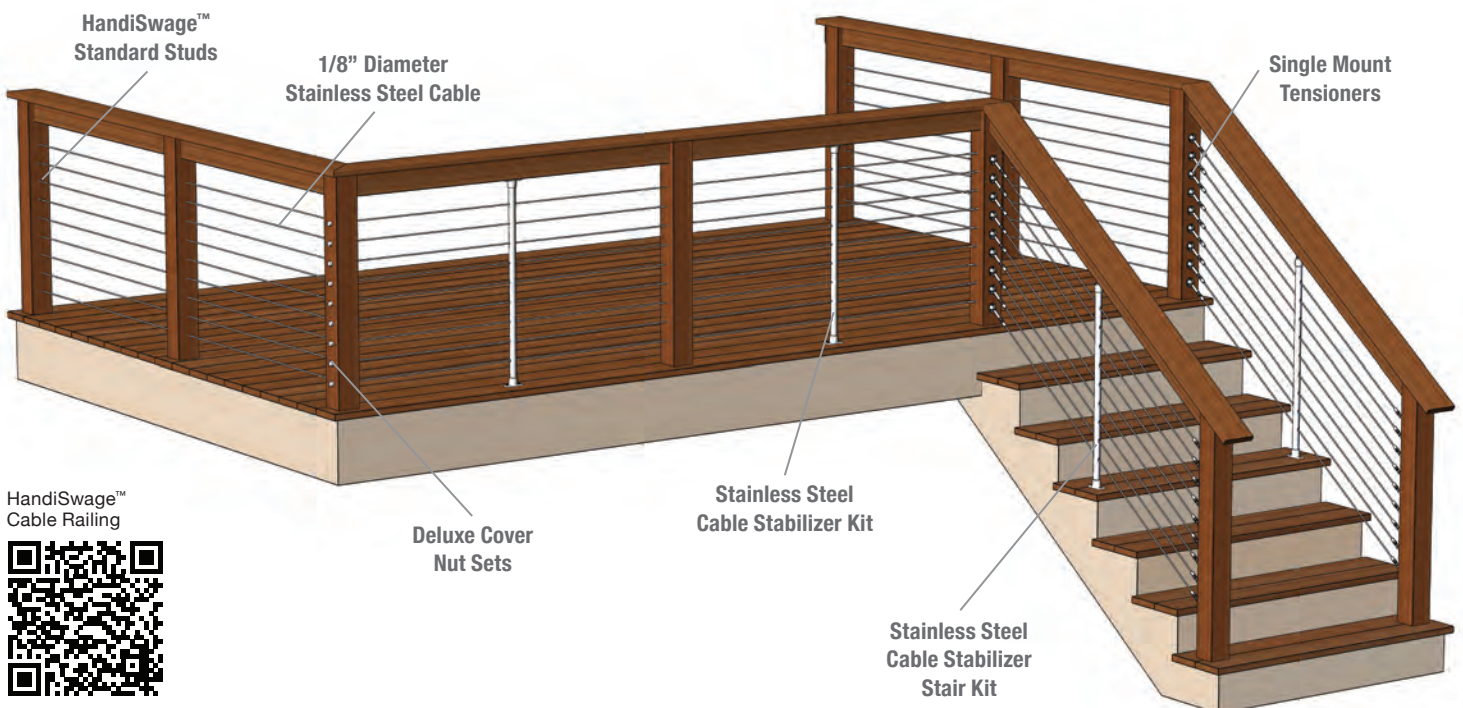 HandiSwage™
Standard Studs
1/8” Diameter
Stainless Steel Cable
Single Mount
Tensioners
HandiSwage™
Cable Railing
Deluxe Cover
Nut Sets
Stainless Steel
Cable Stabilizer Kit
Stainless Steel
Cable Stabilizer
Stair Kit